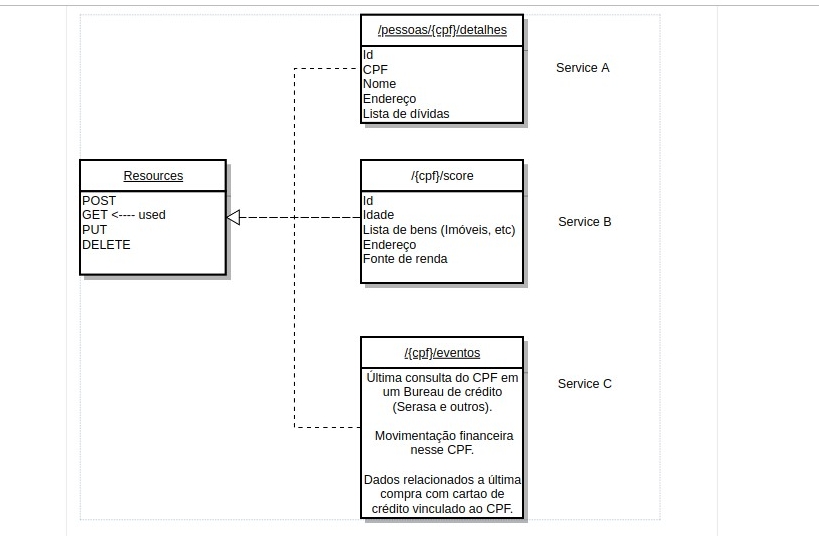 /pessoas/{cpf}/detalhes
Id
CPF
Nome
Endereço
Lista de dívidas
Service A
Resources
POST
GET <---- used
PUT
DELETE
/{cpf}/score
Id
Idade
Lista de bens (Imóveis, etc)
Endereço
Fonte de renda
Service B
/{cpf}/eventos
Última consulta do CPF em
um Bureau de crédito
(Serasa e outros).
Movimentação financeira
nesse CPF.
Dados relacionados a última
compra com cartao de
crédito vinculado ao CPF.
Service C